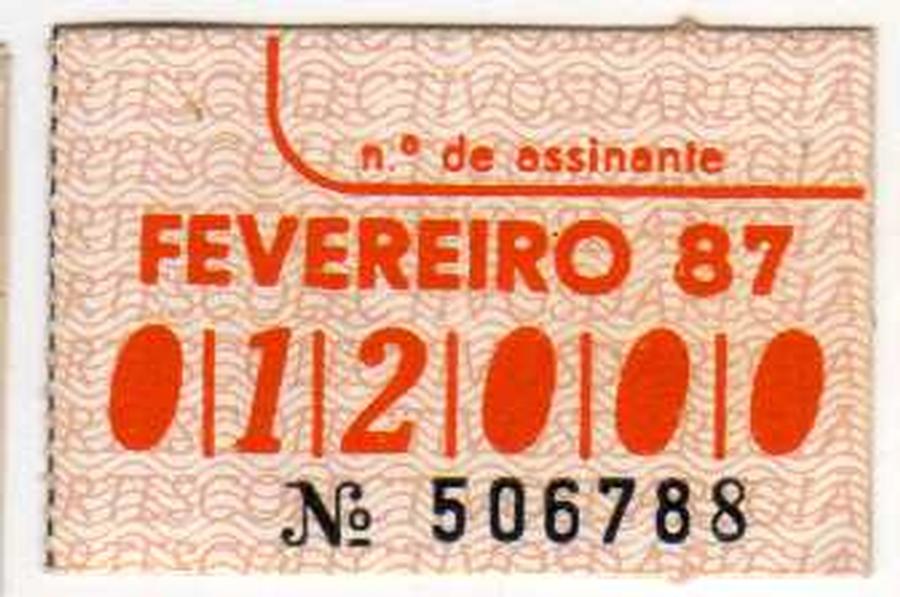 n.º de assinante
FEVEREIRO 87
0|1|2|0|0|0
№ 506788